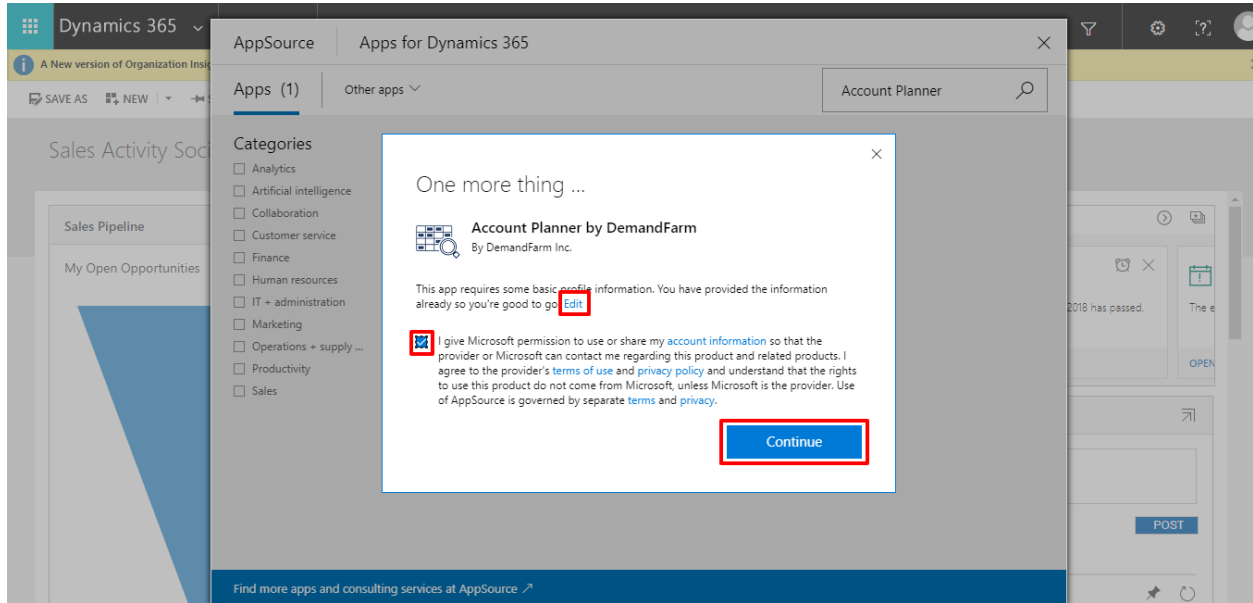 Dynamics 365
AppSource
Apps for Dynamics 365
A New version of Organization Insig
SAVE AS
NEW
Apps (1)
Other apps
Account Planner
Sales Activity Soci
Categories
Analytics
Artificial intelligence
Collaboration
Customer service
Finance
Human resources
IT + administration
Marketing
Operations + supply ...
Productivity
Sales
Sales Pipeline
My Open Opportunities
One more thing ...
Account Planner by DemandFarm
By DemandFarm Inc.
This app requires some basic profile information. You have provided the information
already so you're good to go Edit
I give Microsoft permission to use or share my account information so that the
provider or Microsoft can contact me regarding this product and related products. I
agree to the provider's terms of use and privacy policy and understand that the rights
to use this product do not come from Microsoft, unless Microsoft is the provider. Use
of AppSource is governed by separate terms and privacy.
Continue
2018 has passed.
The e
OPEN
POST
Find more apps and consulting services at AppSource